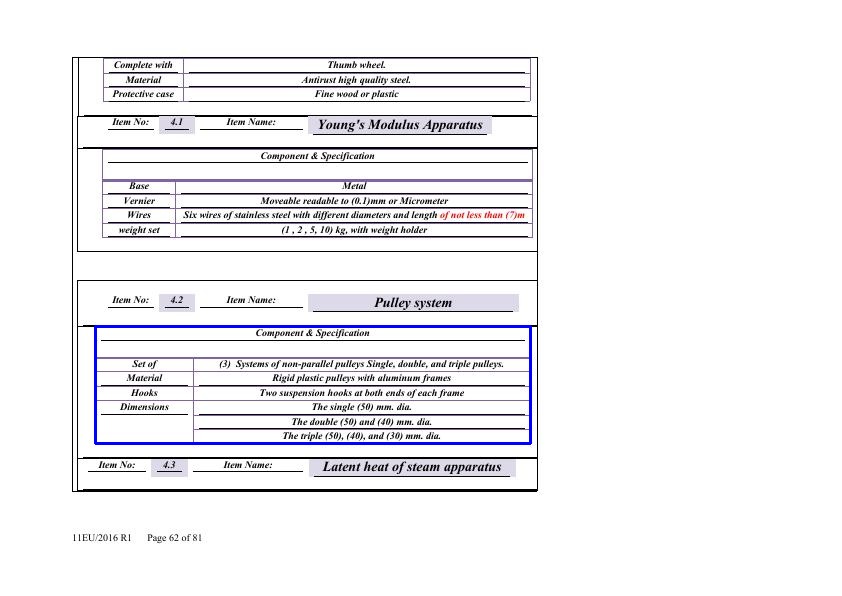 Complete with Thumb wheel.
Material Antirust high quality steel.
Protective case Fine wood or plastic
Item No: 4.1 Item Name: Young's Modulus Apparatus
Component & Specification
Base Metal
Vernier Moveable readable to (0.1)mm or Micrometer
Wires Six wires of stainless steel with different diameters and length of not less than (7)m
weight set (1 , 2 , 5, 10) kg, with weight holder
Item No: 4.2 Item Name: Pulley system
Component & Specification
Set of (3) Systems of non-parallel pulleys Single, double, and triple pulleys.
Material Rigid plastic pulleys with aluminum frames
Hooks Two suspension hooks at both ends of each frame
Dimensions The single (50) mm. dia.
The double (50) and (40) mm. dia.
The triple (50), (40), and (30) mm. dia.
Item No: 4.3 Item Name: Latent heat of steam apparatus
11EU/2016 R1 Page 62 of 81